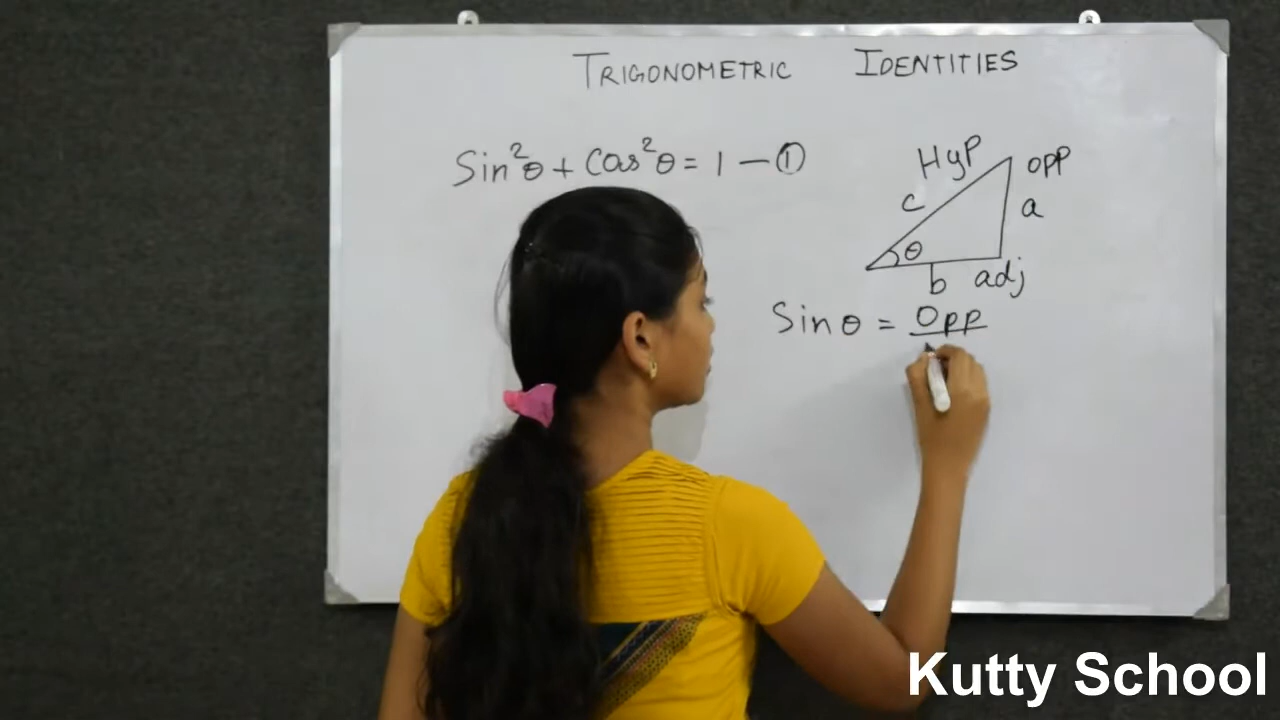 TRIGONOMETRIC IDENTITIES
Sin²θ + Cos²θ = 1 — ①
Hyp
opp
c
a
θ
b adj
Sinθ = Opp
Kutty School